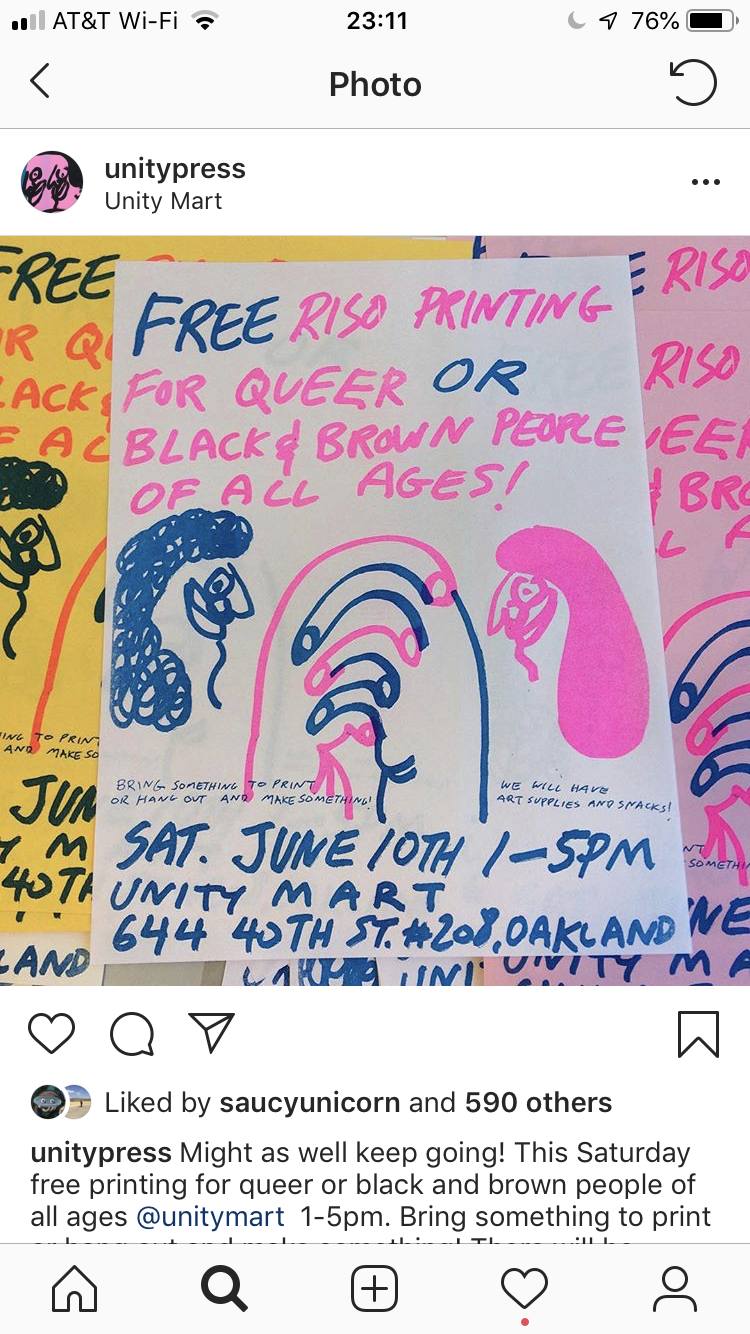 AT&T Wi-Fi 23:11 76%
Photo
unitypress
Unity Mart
FREE RISO PRINTING
FOR QUEER OR
BLACK & BROWN PEOPLE
OF ALL AGES!
BRING SOMETHING TO PRINT
OR HANG OUT AND MAKE SOMETHING!
WE WILL HAVE
ART SUPPLIES AND SNACKS!
SAT. JUNE 10TH 1-5PM
UNITY MART
644 40TH ST. #208, OAKLAND
FREE
RISO
RISO
Liked by saucyunicorn and 590 others
unitypress Might as well keep going! This Saturday
free printing for queer or black and brown people of
all ages @unitymart 1-5pm. Bring something to print